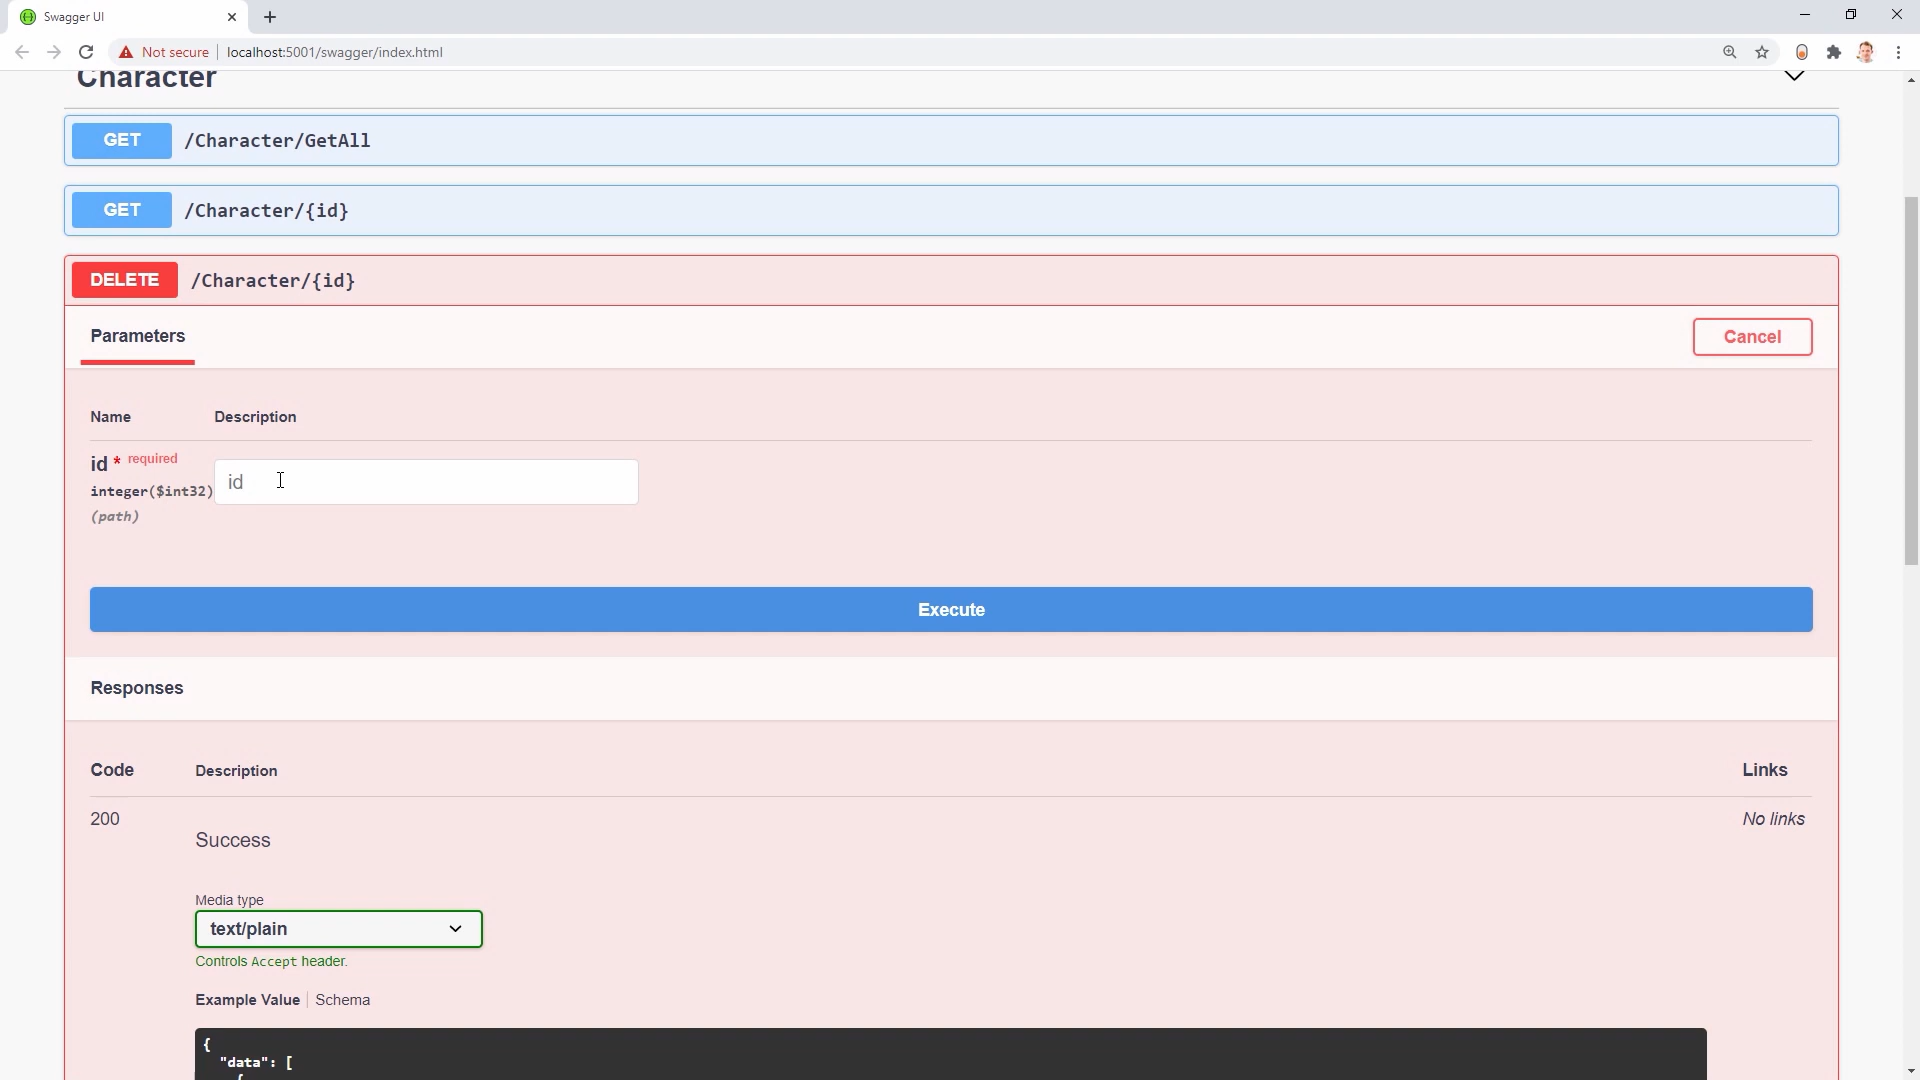 Swagger UI
Not secure
localhost:5001/swagger/index.html
Character
GET /Character/GetAll
GET /Character/{id}
DELETE /Character/{id}
Parameters
Cancel
Name Description
id * required
integer($int32)
(path)
id
Execute
Responses
Code Description Links
200
Success
No links
Media type
text/plain
Controls Accept header.
Example Value Schema
{
"data": [
{